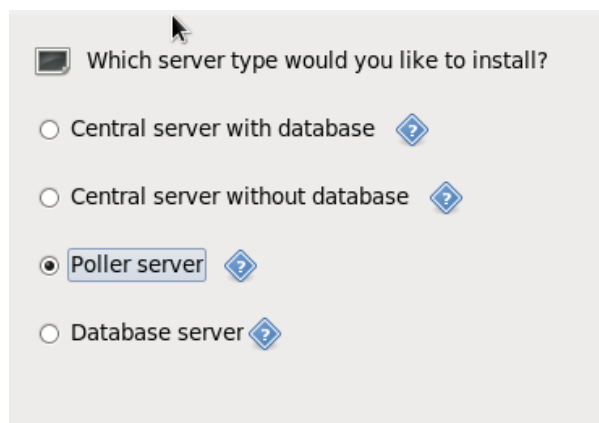 Which server type would you like to install?
Central server with database ?
Central server without database ?
Poller server ?
Database server ?